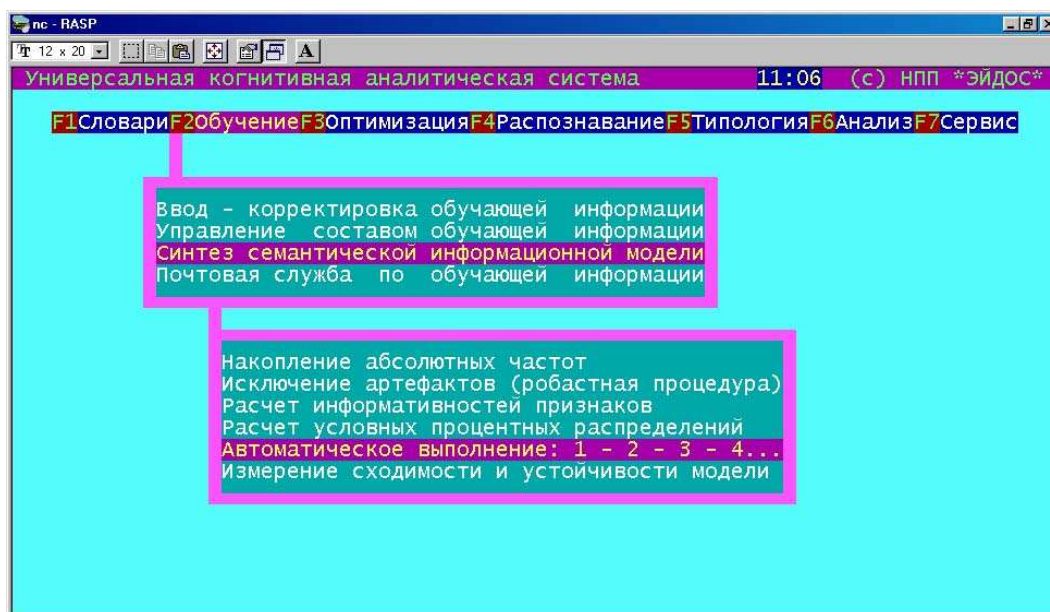 nc - RASP
12 x 20
A
Универсальная когнитивная аналитическая система 11:06 (c) НПП *ЭЙДОС*
F1Словари F2Обучение F3Оптимизация F4Распознавание F5Типология F6Анализ F7Сервис
Ввод - корректировка обучающей информации
Управление составом обучающей информации
Синтез семантической информационной модели
Почтовая служба по обучающей информации
Накопление абсолютных частот
Исключение артефактов (робастная процедура)
Расчет информативностей признаков
Расчет условных процентных распределений
Автоматическое выполнение: 1 - 2 - 3 - 4...
Измерение сходимости и устойчивости модели